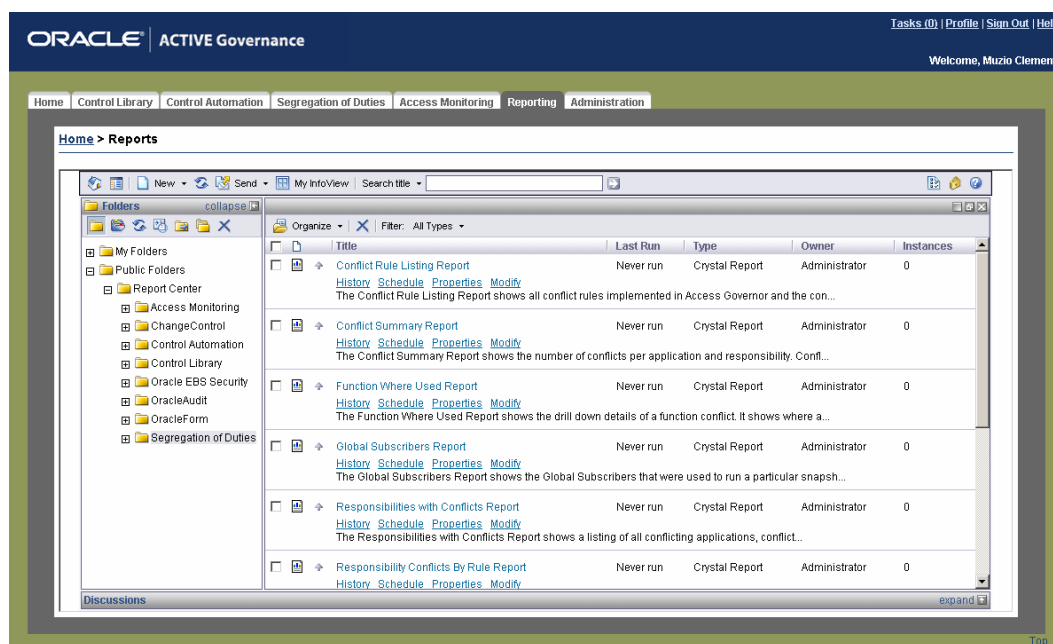 Tasks (0) | Profile | Sign Out | Hel
ORACLE® | ACTIVE Governance
Welcome, Muzio Clemen
Home Control Library Control Automation Segregation of Duties Access Monitoring Reporting Administration
Home > Reports
New Send My InfoView Search title
Folders collapse
Organize Filter: All Types
Title Last Run Type Owner Instances
My Folders
Public Folders
Report Center
Access Monitoring
ChangeControl
Control Automation
Control Library
Oracle EBS Security
OracleAudit
OracleForm
Segregation of Duties
Conflict Rule Listing Report Never run Crystal Report Administrator 0
History Schedule Properties Modify
The Conflict Rule Listing Report shows all conflict rules implemented in Access Governor and the con...
Conflict Summary Report Never run Crystal Report Administrator 0
History Schedule Properties Modify
The Conflict Summary Report shows the number of conflicts per application and responsibility. Confl...
Function Where Used Report Never run Crystal Report Administrator 0
History Schedule Properties Modify
The Function Where Used Report shows the drill down details of a function conflict. It shows where a...
Global Subscribers Report Never run Crystal Report Administrator 0
History Schedule Properties Modify
The Global Subscribers Report shows the Global Subscribers that were used to run a particular snapsh...
Responsibilities with Conflicts Report Never run Crystal Report Administrator 0
History Schedule Properties Modify
The Responsibilities with Conflicts Report shows a listing of all conflicting applications, conflict...
Responsibility Conflicts By Rule Report Never run Crystal Report Administrator 0
History Schedule Properties Modify
Discussions expand
Top